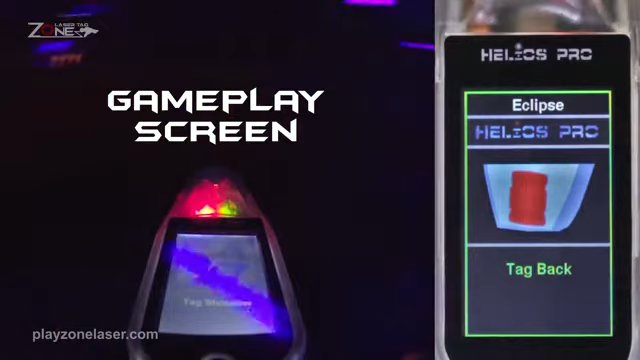 LASER TAG
ZONE
GAMEPLAY
SCREEN
playzonelaser.com
HELIOS PRO
Eclipse
HELIOS PRO
Tag Back